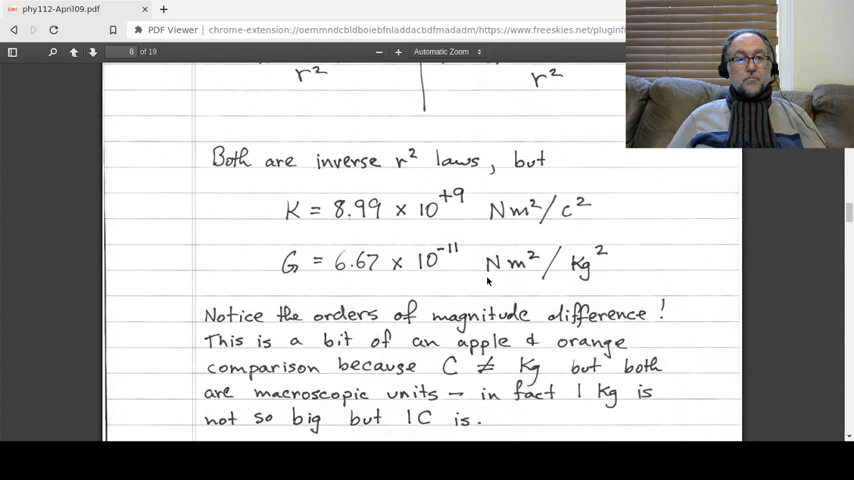 phy112-April09.pdf
PDF Viewer | chrome-extension://oemmndcbldboiebfnladdacbdfmadadm/https://www.freeskies.net/pluginfi
8 of 19
Automatic Zoom
r² r²
Both are inverse r² laws, but
K = 8.99 × 10⁺⁹ Nm²/c²
G = 6.67 × 10⁻¹¹ Nm²/Kg²
Notice the orders of magnitude difference!
This is a bit of an apple & orange
comparison because C ≠ Kg but both
are macroscopic units – in fact 1 Kg is
not so big but 1C is.